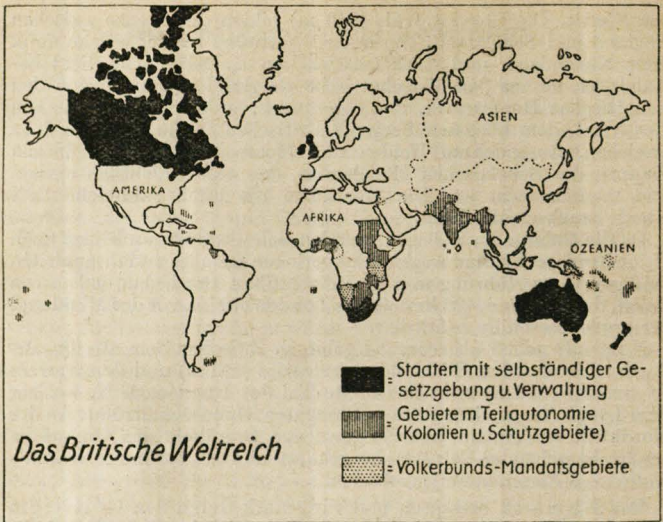 ASIEN
AMERIKA
AFRIKA
OZEANIEN
= Staaten mit selbständiger Ge-
setzgebung u. Verwaltung
= Gebiete m Teilautonomie
(Kolonien u. Schutzgebiete)
= Völkerbunds-Mandatsgebiete
Das Britische Weltreich